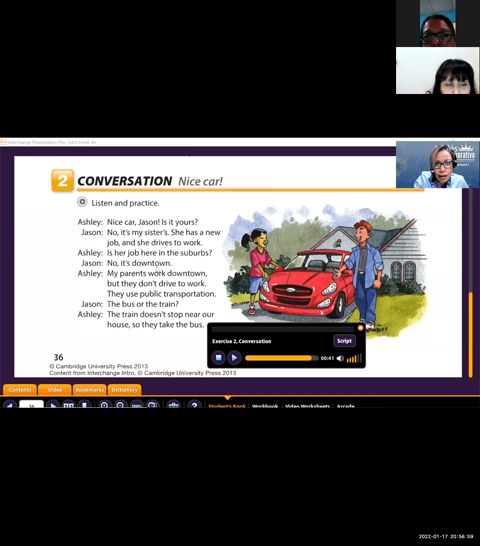 Interchange Presentation Plus, Intro Level, 4e
2 CONVERSATION Nice car!
Listen and practice.
Ashley: Nice car, Jason! Is it yours?
Jason: No, it's my sister's. She has a new
job, and she drives to work.
Ashley: Is her job here in the suburbs?
Jason: No, it's downtown.
Ashley: My parents work downtown,
but they don't drive to work.
They use public transportation.
Jason: The bus or the train?
Ashley: The train doesn't stop near our
house, so they take the bus.
Exercise 2, Conversation
Script
00:41
36
© Cambridge University Press 2013
Content from Interchange Intro, © Cambridge University Press 2013
Contents Video Bookmarks Dictionary
Student's Book Workbook Video Worksheets Arcade
2022-01-17 20:56:59